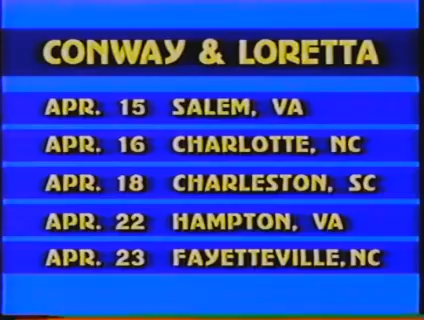 CONWAY & LORETTA
APR. 15 SALEM, VA
APR. 16 CHARLOTTE, NC
APR. 18 CHARLESTON, SC
APR. 22 HAMPTON, VA
APR. 23 FAYETTEVILLE, NC